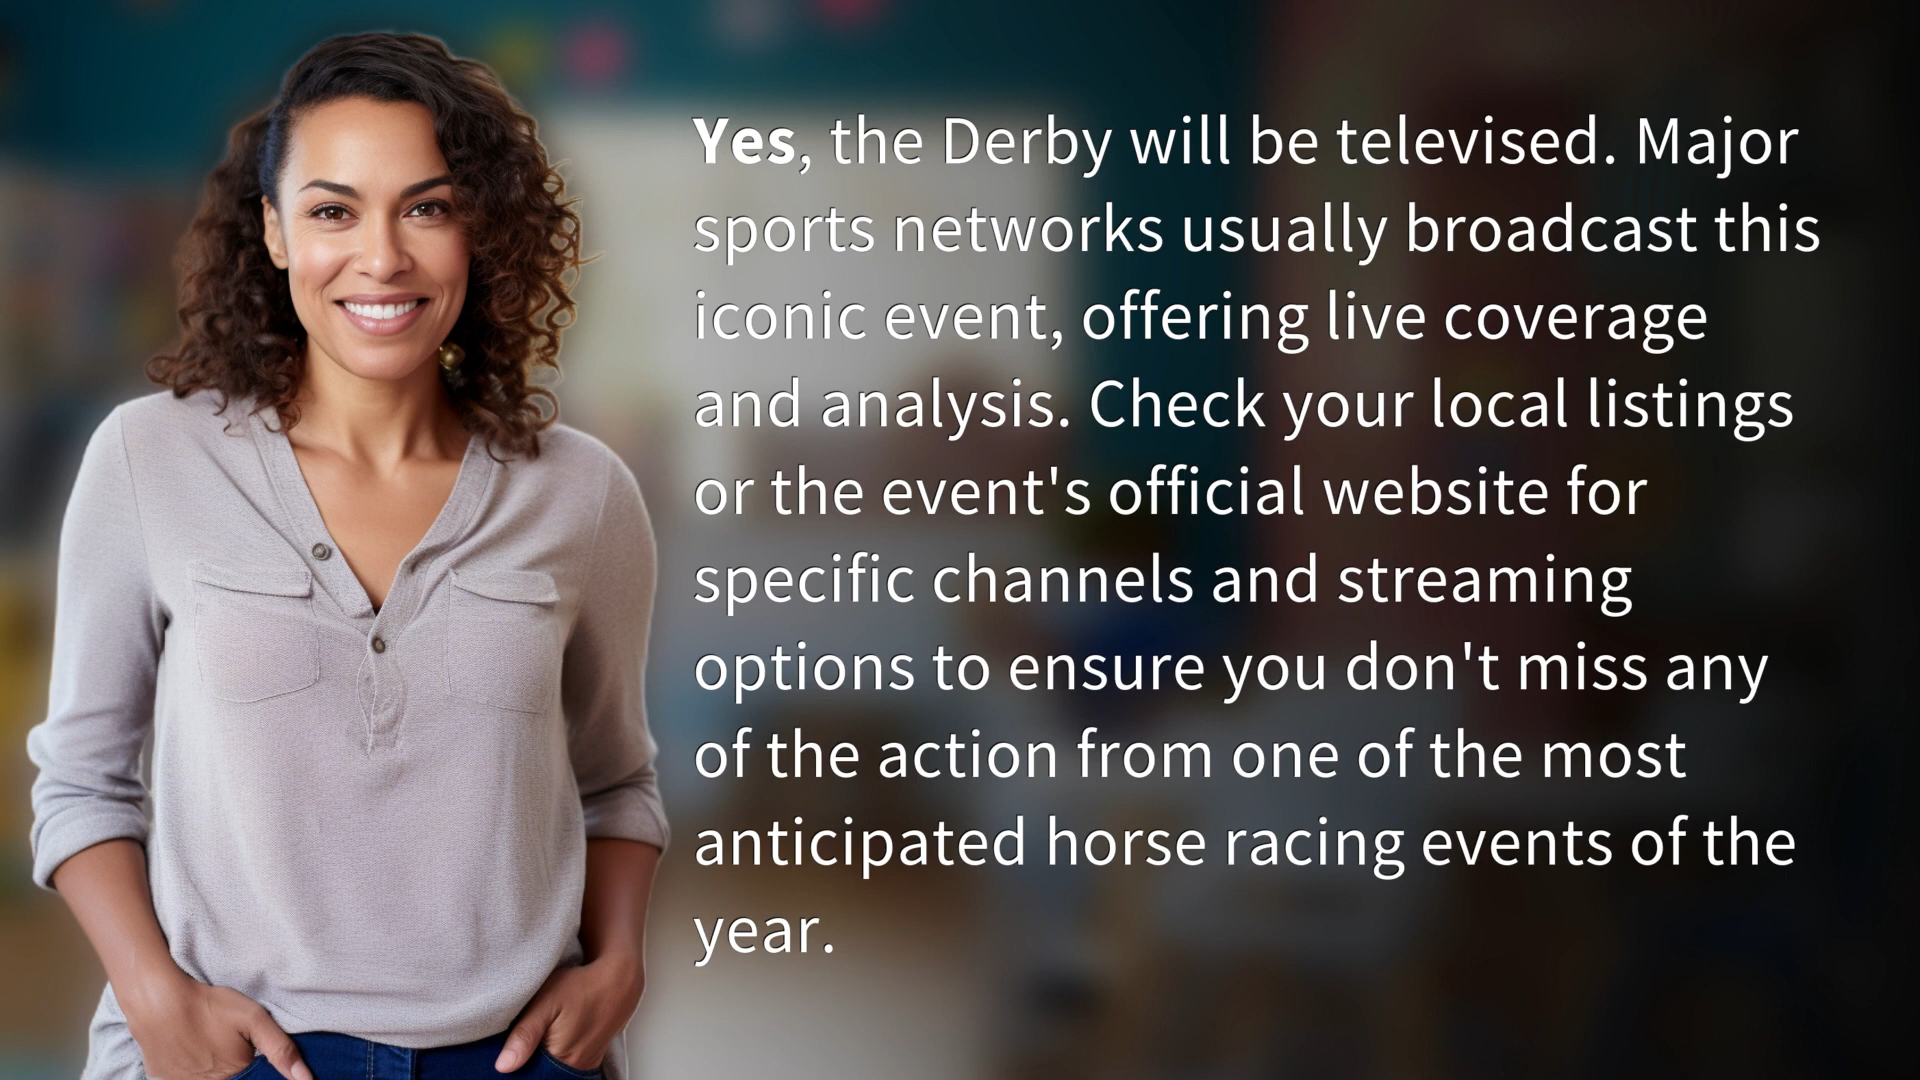 Yes, the Derby will be televised. Major
sports networks usually broadcast this
iconic event, offering live coverage
and analysis. Check your local listings
or the event's official website for
specific channels and streaming
options to ensure you don't miss any
of the action from one of the most
anticipated horse racing events of the
year.